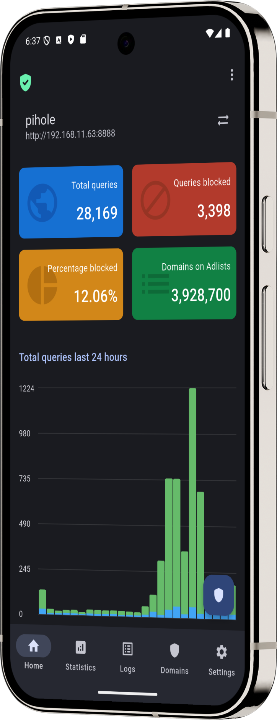 6:37
pihole
http://192.168.11.63:8888
Total queries
28,169
Queries blocked
3,398
Percentage blocked
12.06%
Domains on Adlists
3,928,700
Total queries last 24 hours
1224
980
735
490
245
0
Home
Statistics
Logs
Domains
Settings